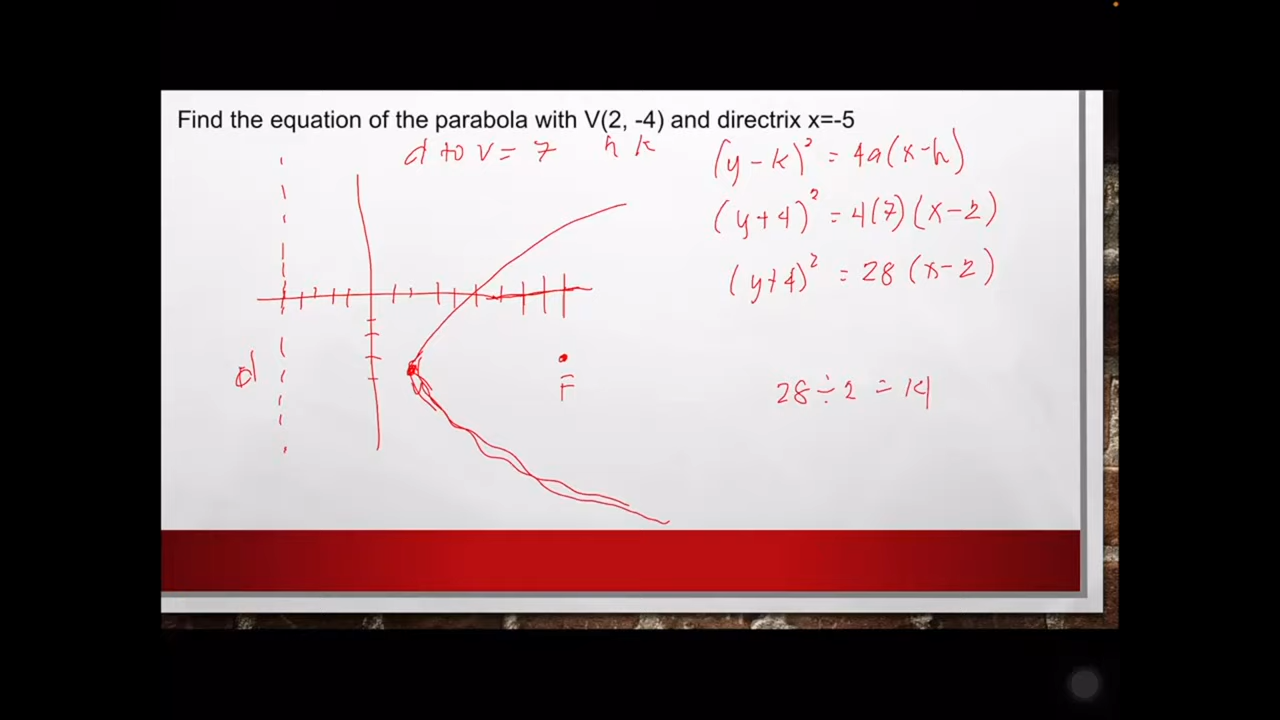 Find the equation of the parabola with V(2, -4) and directrix x=-5
d to v = 7 h k
(y-k)² = 4a(x-h)
(y+4)² = 4(7)(x-2)
(y+4)² = 28(x-2)
d
F
28÷2 = 14